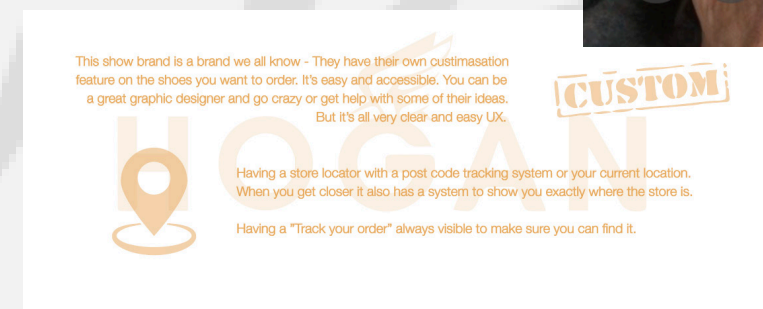 This show brand is a brand we all know - They have their own custimasation
feature on the shoes you want to order. It's easy and accessible. You can be
a great graphic designer and go crazy or get help with some of their ideas.
But it's all very clear and easy UX.
CUSTOM
HOGAN
Having a store locator with a post code tracking system or your current location.
When you get closer it also has a system to show you exactly where the store is.
Having a "Track your order" always visible to make sure you can find it.